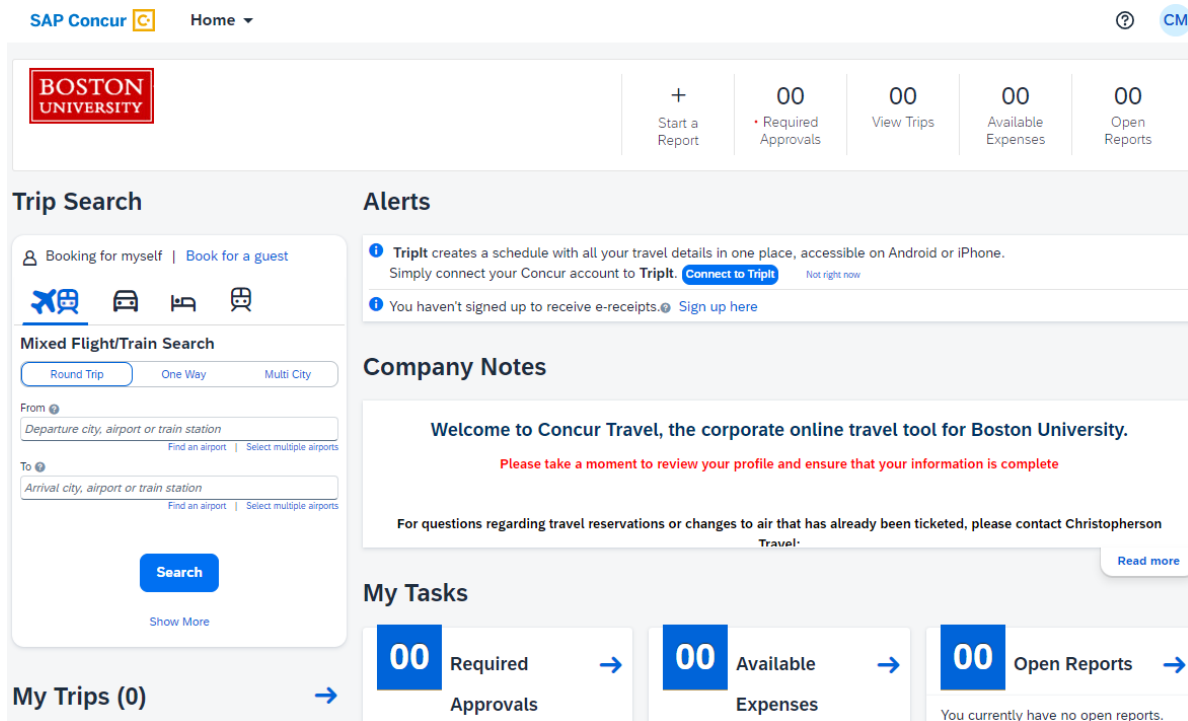 SAP Concur C.
Home
CM
BOSTON
UNIVERSITY
+
Start a
Report
00
• Required
Approvals
00
View Trips
00
Available
Expenses
00
Open
Reports
Trip Search
Booking for myself | Book for a guest
Mixed Flight/Train Search
Round Trip One Way Multi City
From
Departure city, airport or train station
Find an airport | Select multiple airports
To
Arrival city, airport or train station
Find an airport | Select multiple airports
Search
Show More
My Trips (0)
Alerts
TripIt creates a schedule with all your travel details in one place, accessible on Android or iPhone.
Simply connect your Concur account to TripIt. Connect to TripIt Not right now
You haven't signed up to receive e-receipts. Sign up here
Company Notes
Welcome to Concur Travel, the corporate online travel tool for Boston University.
Please take a moment to review your profile and ensure that your information is complete
For questions regarding travel reservations or changes to air that has already been ticketed, please contact Christopherson
Travel:
Read more
My Tasks
00 Required
Approvals
00 Available
Expenses
00 Open Reports
You currently have no open reports.